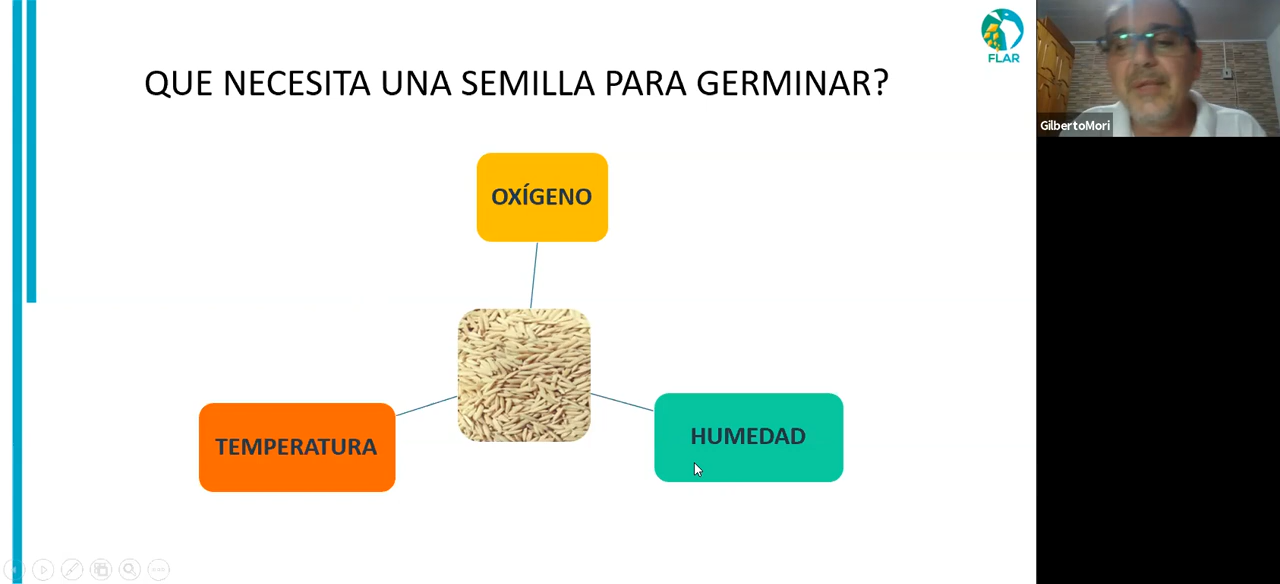 FLAR
QUE NECESITA UNA SEMILLA PARA GERMINAR?
GilbertoMori
OXÍGENO
TEMPERATURA
HUMEDAD